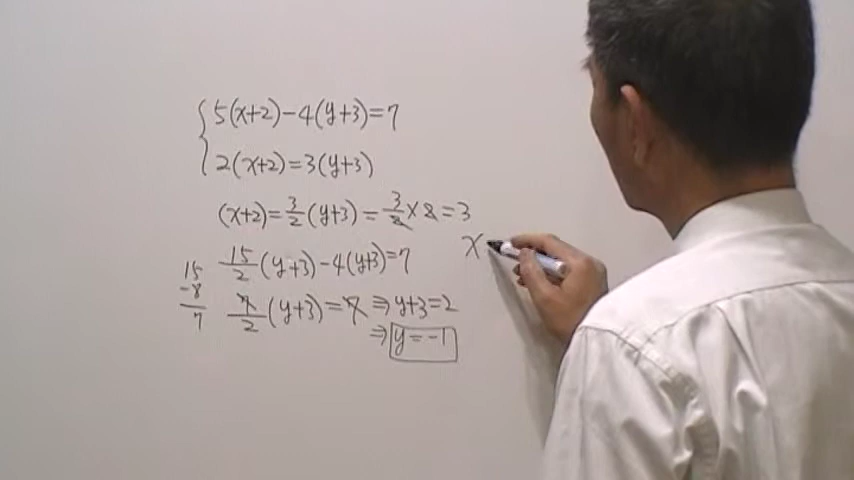 5(x+2)-4(y+3)=7
2(x+2)=3(y+3)
(x+2)=3/2(y+3)=3/2×2=3
x
15/2(y+3)-4(y+3)=7
15
-8
7
7/2(y+3)=7⇒y+3=2
⇒y=-1